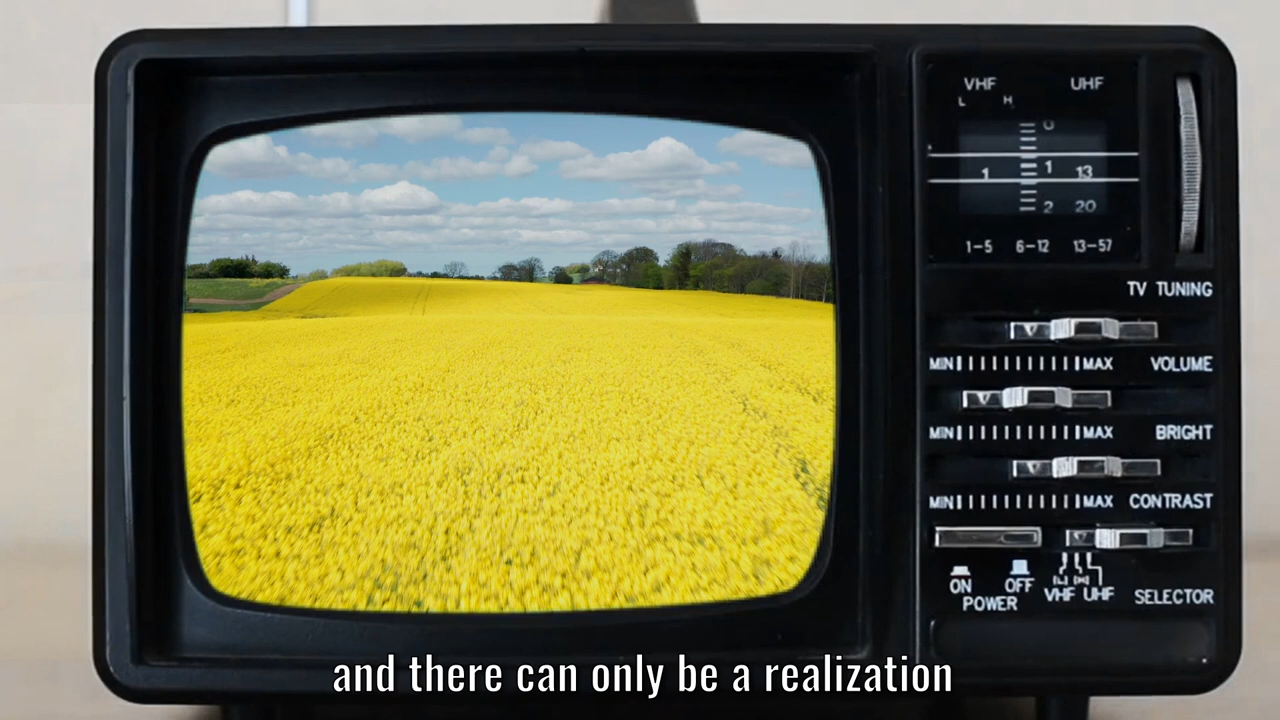 VHF UHF
L H
0
1 1 13
2 20
1-5 6-12 13-57
TV TUNING
MIN MAX VOLUME
MIN MAX BRIGHT
MIN MAX CONTRAST
ON OFF
POWER
VHF UHF
SELECTOR
and there can only be a realization